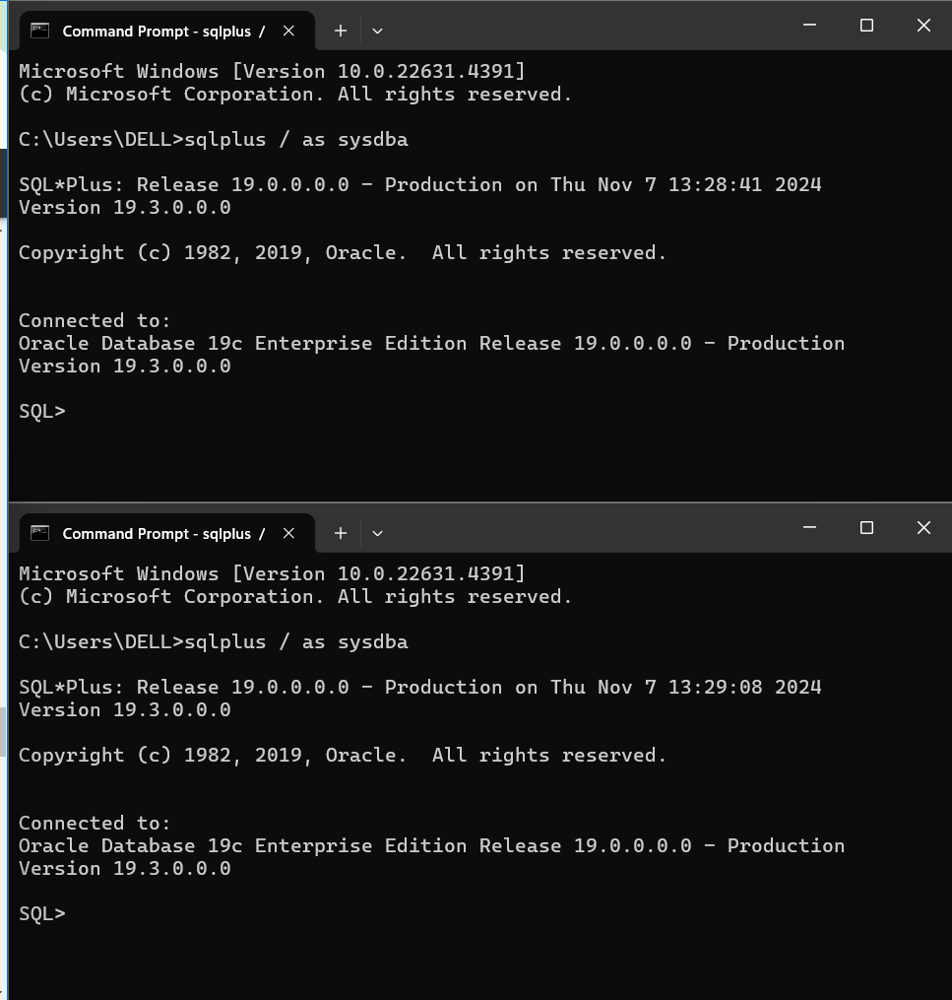 Command Prompt - sqlplus /
Microsoft Windows [Version 10.0.22631.4391]
(c) Microsoft Corporation. All rights reserved.
C:\Users\DELL>sqlplus / as sysdba
SQL*Plus: Release 19.0.0.0.0 - Production on Thu Nov 7 13:28:41 2024
Version 19.3.0.0.0
Copyright (c) 1982, 2019, Oracle.  All rights reserved.
Connected to:
Oracle Database 19c Enterprise Edition Release 19.0.0.0.0 - Production
Version 19.3.0.0.0
SQL>
Command Prompt - sqlplus /
Microsoft Windows [Version 10.0.22631.4391]
(c) Microsoft Corporation. All rights reserved.
C:\Users\DELL>sqlplus / as sysdba
SQL*Plus: Release 19.0.0.0.0 - Production on Thu Nov 7 13:29:08 2024
Version 19.3.0.0.0
Copyright (c) 1982, 2019, Oracle.  All rights reserved.
Connected to:
Oracle Database 19c Enterprise Edition Release 19.0.0.0.0 - Production
Version 19.3.0.0.0
SQL>